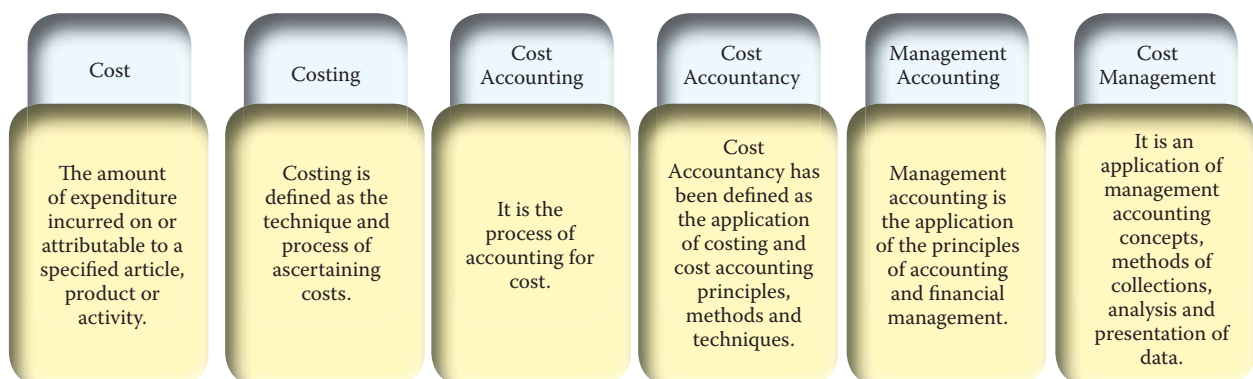 Cost
The amount
of expenditure
incurred on or
attributable to a
specified article,
product or
activity.
Costing
Costing is
defined as the
technique and
process of
ascertaining
costs.
Cost
Accounting
It is the
process of
accounting for
cost.
Cost
Accountancy
Cost
Accountancy has
been defined as
the application
of costing and
cost accounting
principles,
methods and
techniques.
Management
Accounting
Management
accounting is
the application
of the principles
of accounting
and financial
management.
Cost
Management
It is an
application of
management
accounting
concepts,
methods of
collections,
analysis and
presentation of
data.